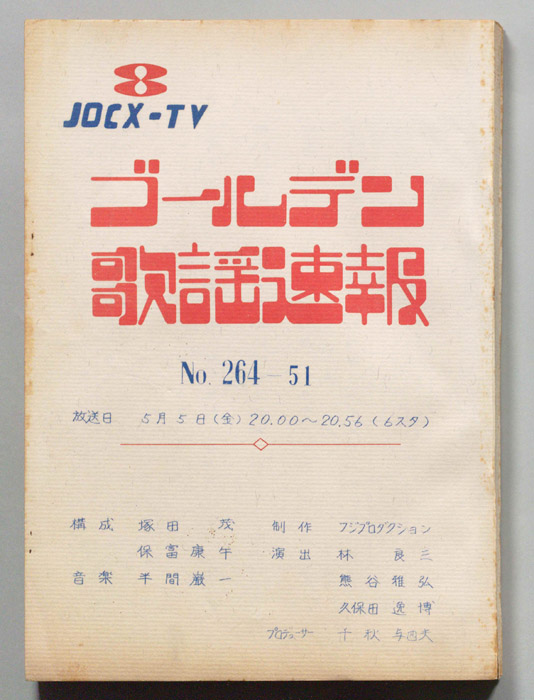 JOCX-TV
ゴールデン
歌謡速報
No. 264-51
放送日 5月5日(金) 20.00～20.56 (6スタ)
構成 塚田 茂 制作 フジプロダクション
保富康午 演出 林 良三
音楽 半間巌一 熊谷雅弘
久保田逸博
プロデューサー 千秋与四夫